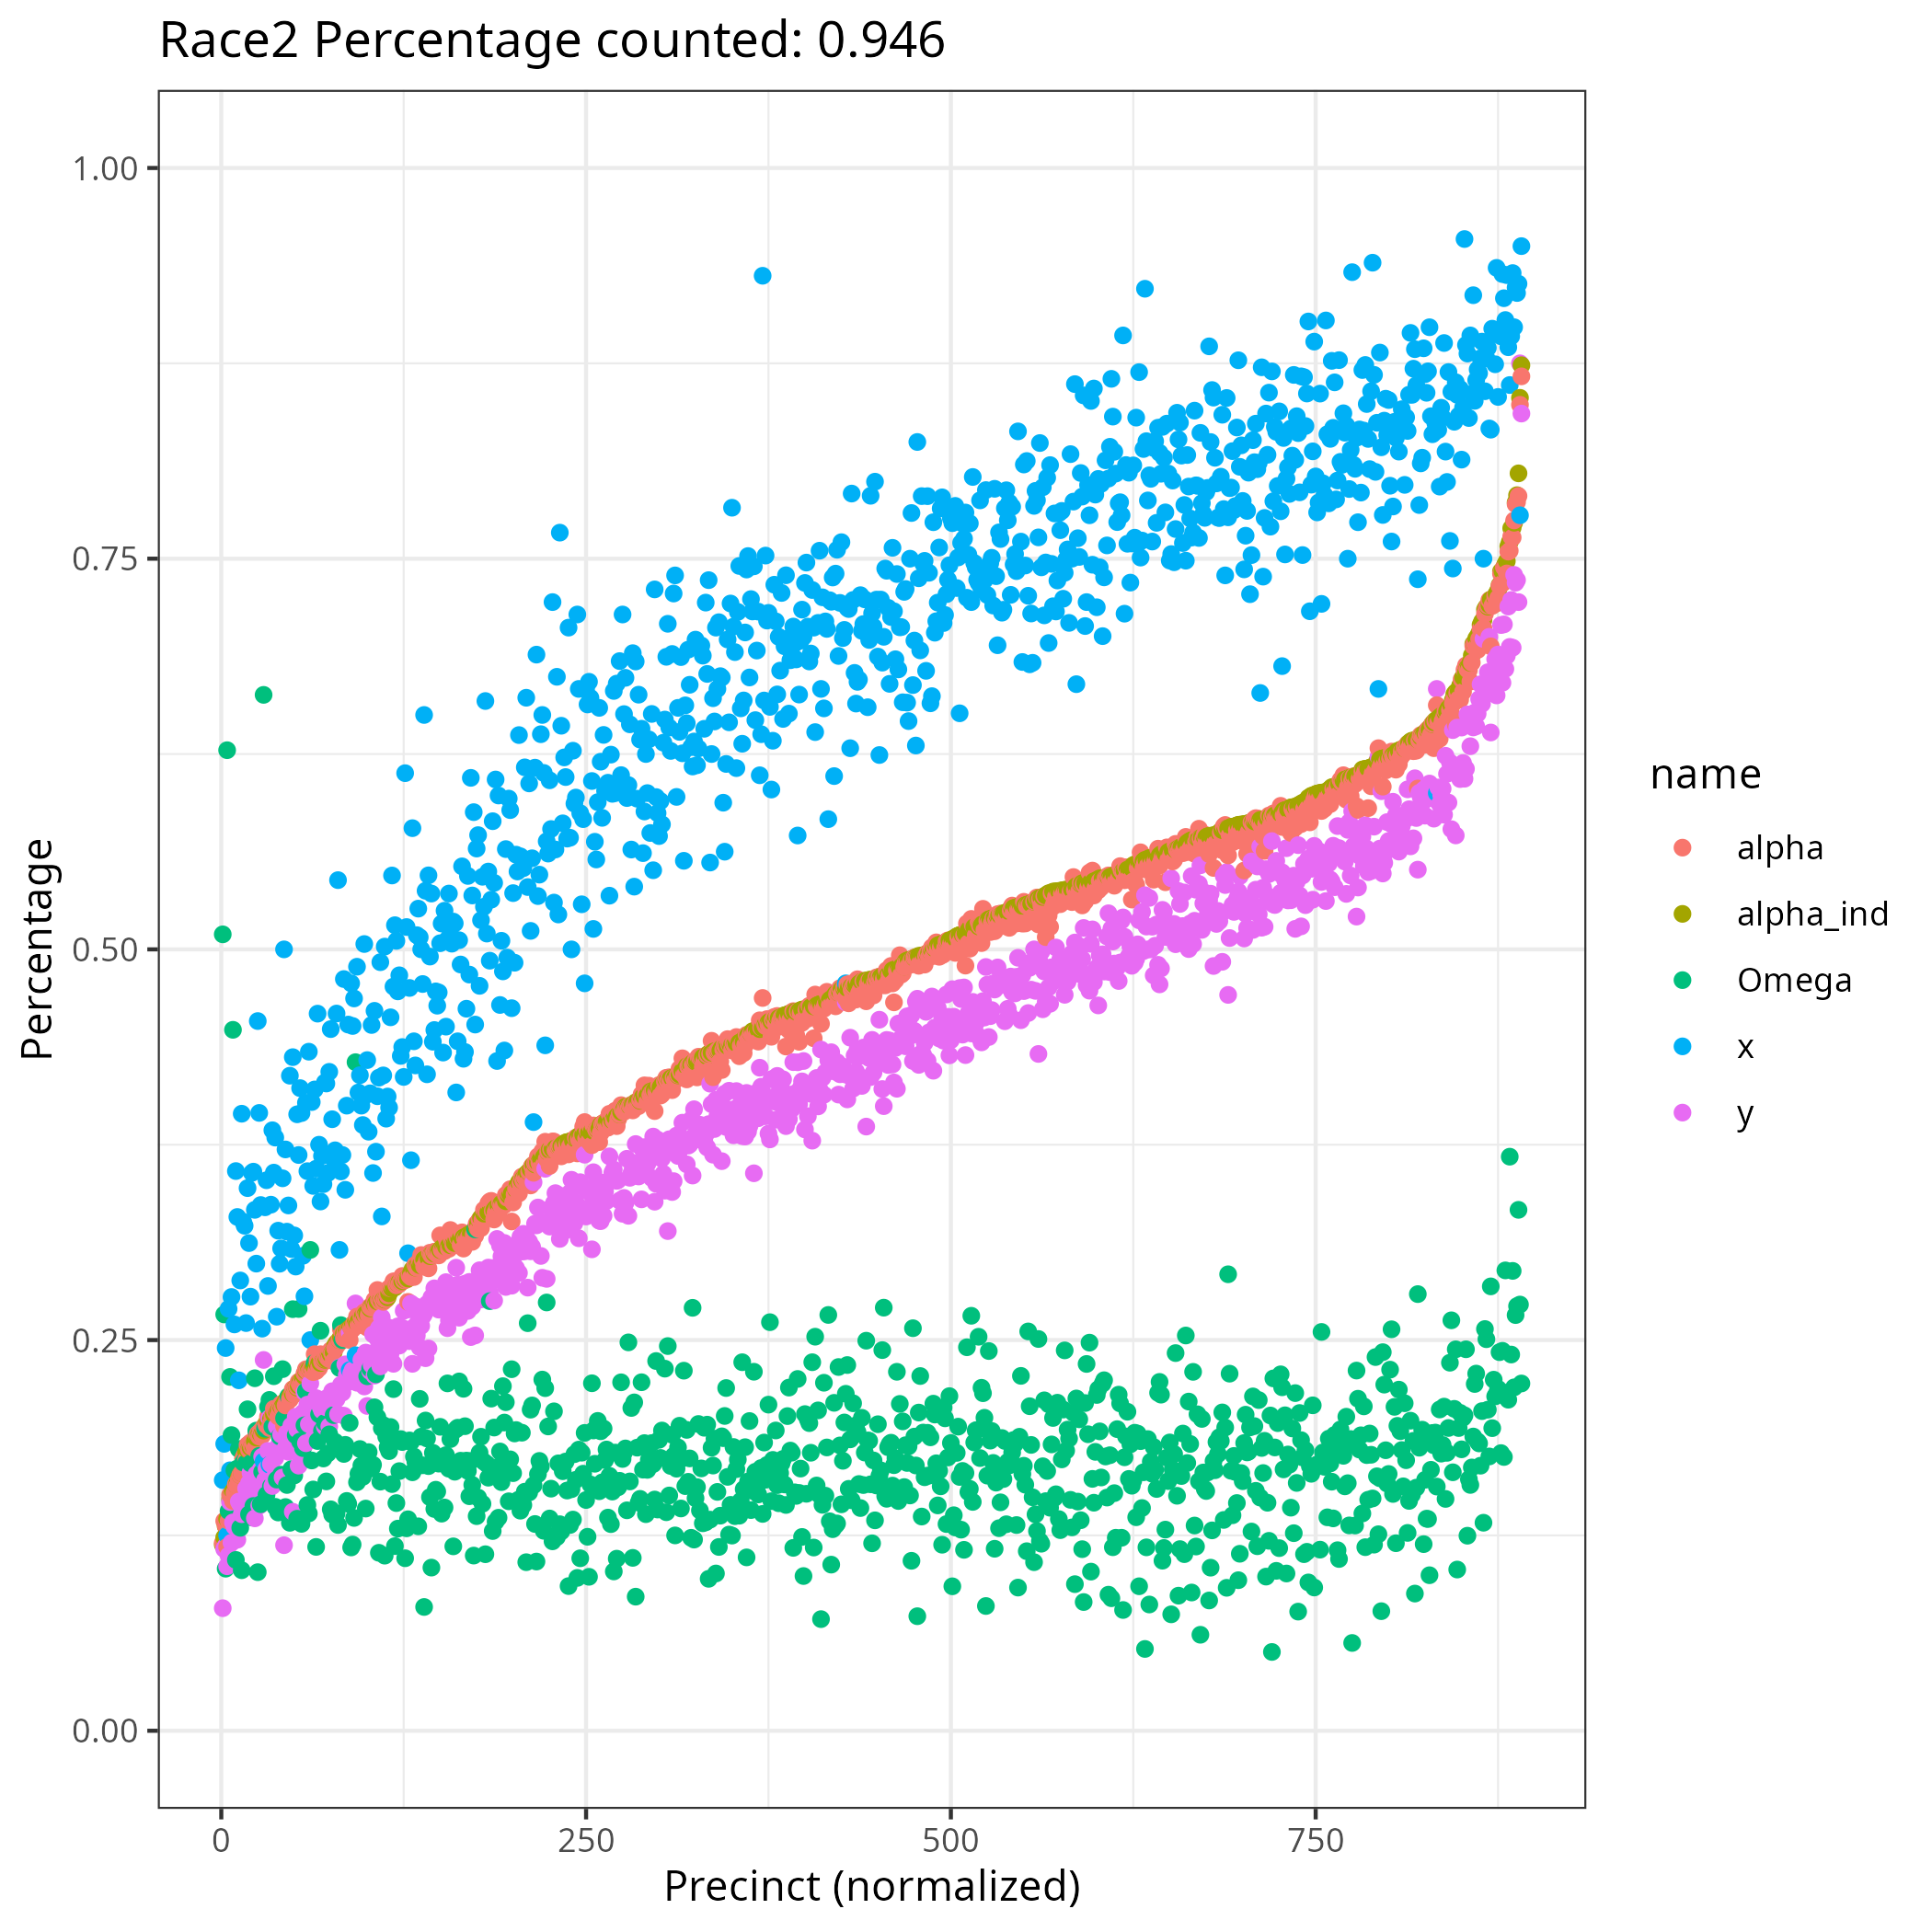 Race2 Percentage counted: 0.946
1.00
0.75
0.50
0.25
0.00
Percentage
0
250
500
750
Precinct (normalized)
name
alpha
alpha_ind
Omega
x
y